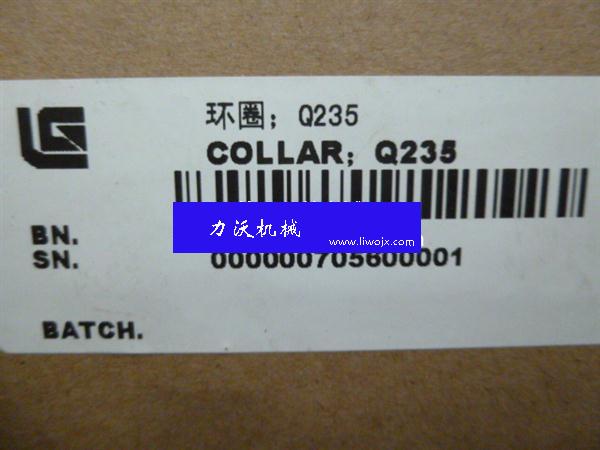 环圈；Q235
COLLAR; Q235
力沃机械
www.liwojx.com
BN.
SN. 000000705600001
BATCH.